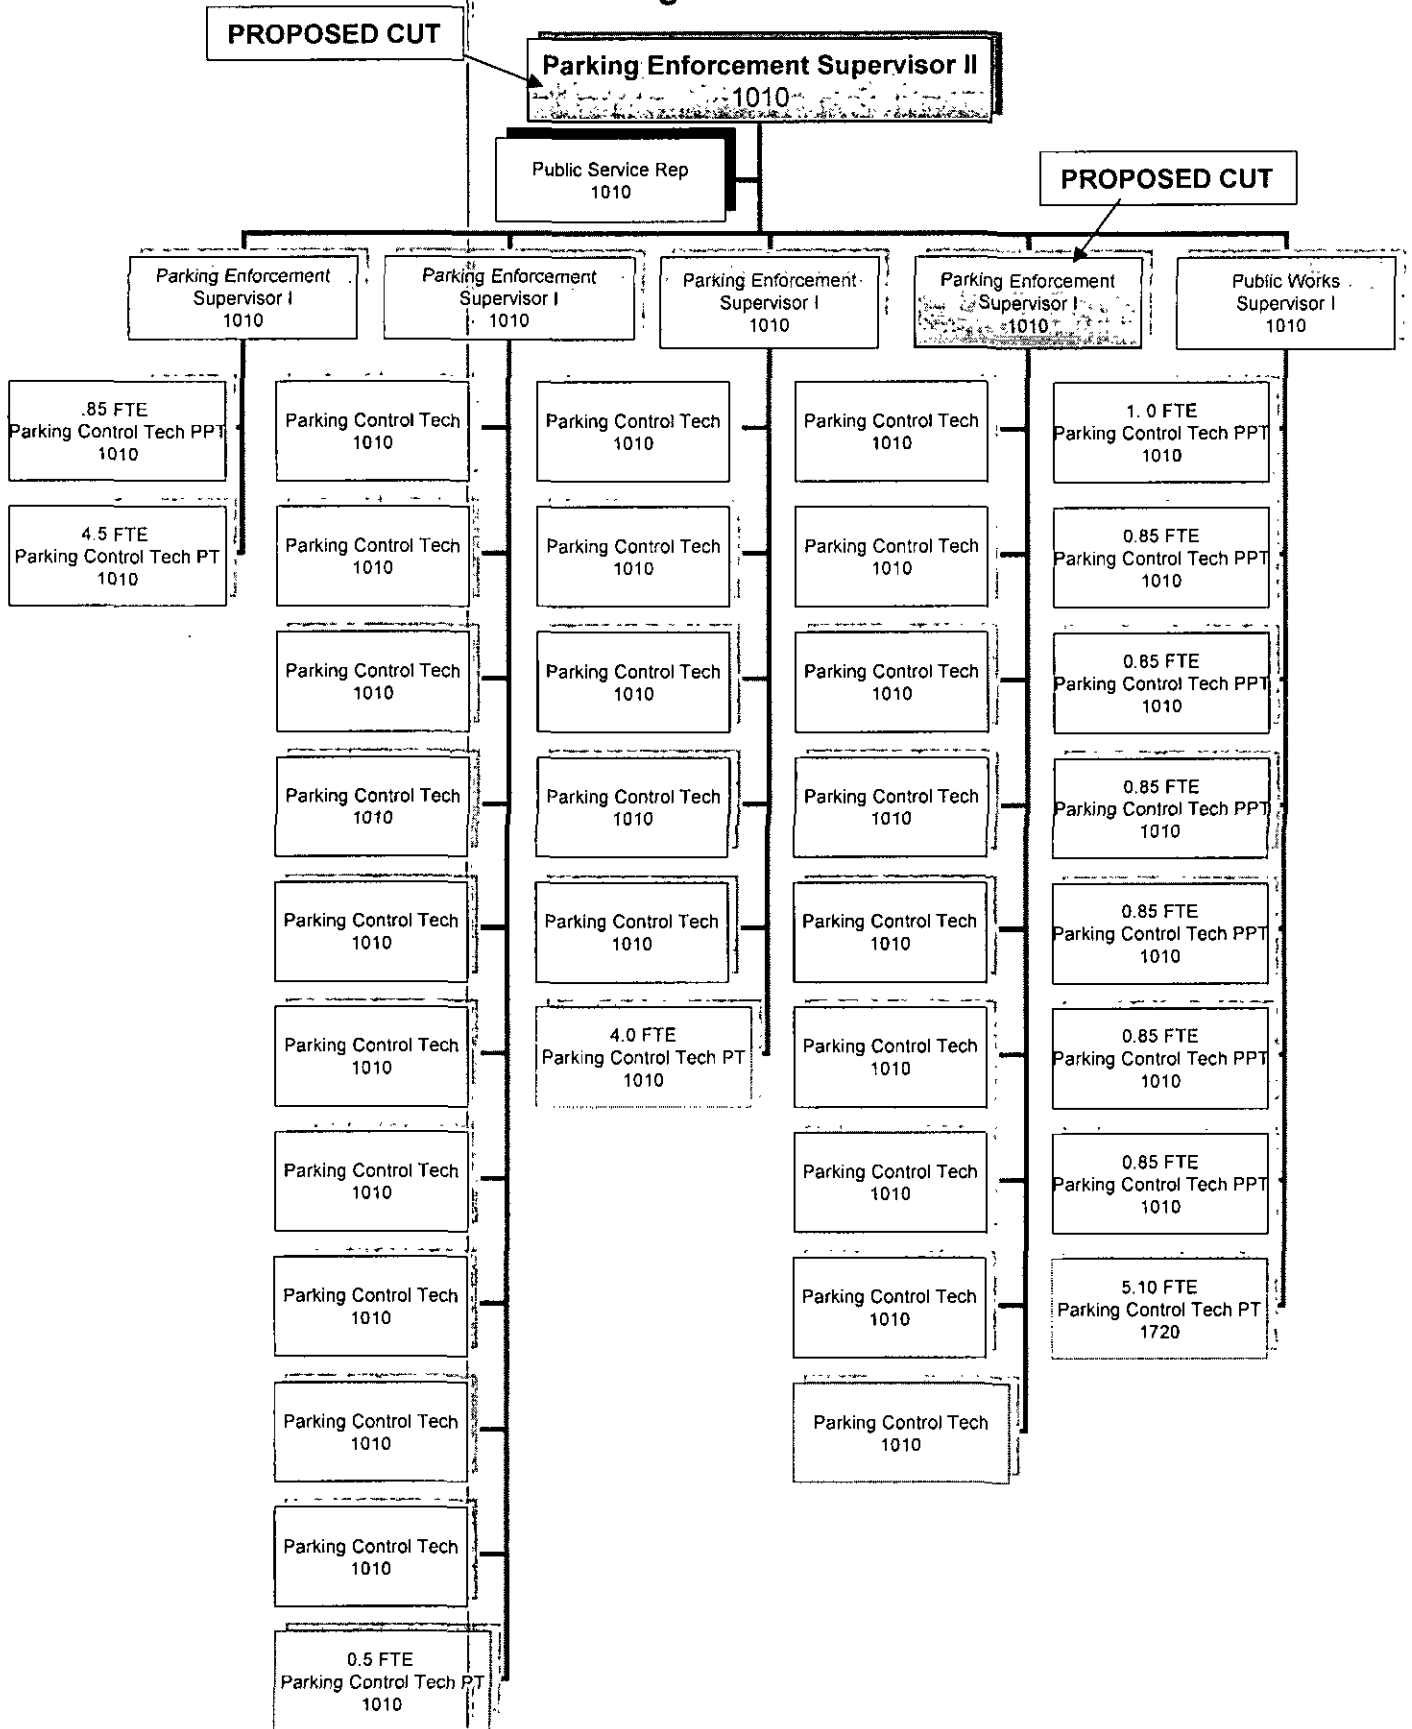 PROPOSED CUT
Parking Enforcement Supervisor II
1010
Public Service Rep
1010
PROPOSED CUT
Parking Enforcement
Supervisor I
1010
Parking Enforcement
Supervisor I
1010
Parking Enforcement
Supervisor I
1010
Parking Enforcement
Supervisor I
1010
Public Works
Supervisor I
1010
.85 FTE
Parking Control Tech PPT
1010
4.5 FTE
Parking Control Tech PT
1010
Parking Control Tech
1010
Parking Control Tech
1010
Parking Control Tech
1010
Parking Control Tech
1010
Parking Control Tech
1010
Parking Control Tech
1010
Parking Control Tech
1010
Parking Control Tech
1010
Parking Control Tech
1010
Parking Control Tech
1010
0.5 FTE
Parking Control Tech PT
1010
Parking Control Tech
1010
Parking Control Tech
1010
Parking Control Tech
1010
Parking Control Tech
1010
Parking Control Tech
1010
4.0 FTE
Parking Control Tech PT
1010
Parking Control Tech
1010
Parking Control Tech
1010
Parking Control Tech
1010
Parking Control Tech
1010
Parking Control Tech
1010
Parking Control Tech
1010
Parking Control Tech
1010
Parking Control Tech
1010
Parking Control Tech
1010
1. 0 FTE
Parking Control Tech PPT
1010
0.85 FTE
Parking Control Tech PPT
1010
0.85 FTE
Parking Control Tech PPT
1010
0.85 FTE
Parking Control Tech PPT
1010
0.85 FTE
Parking Control Tech PPT
1010
0.85 FTE
Parking Control Tech PPT
1010
0.85 FTE
Parking Control Tech PPT
1010
5.10 FTE
Parking Control Tech PT
1720